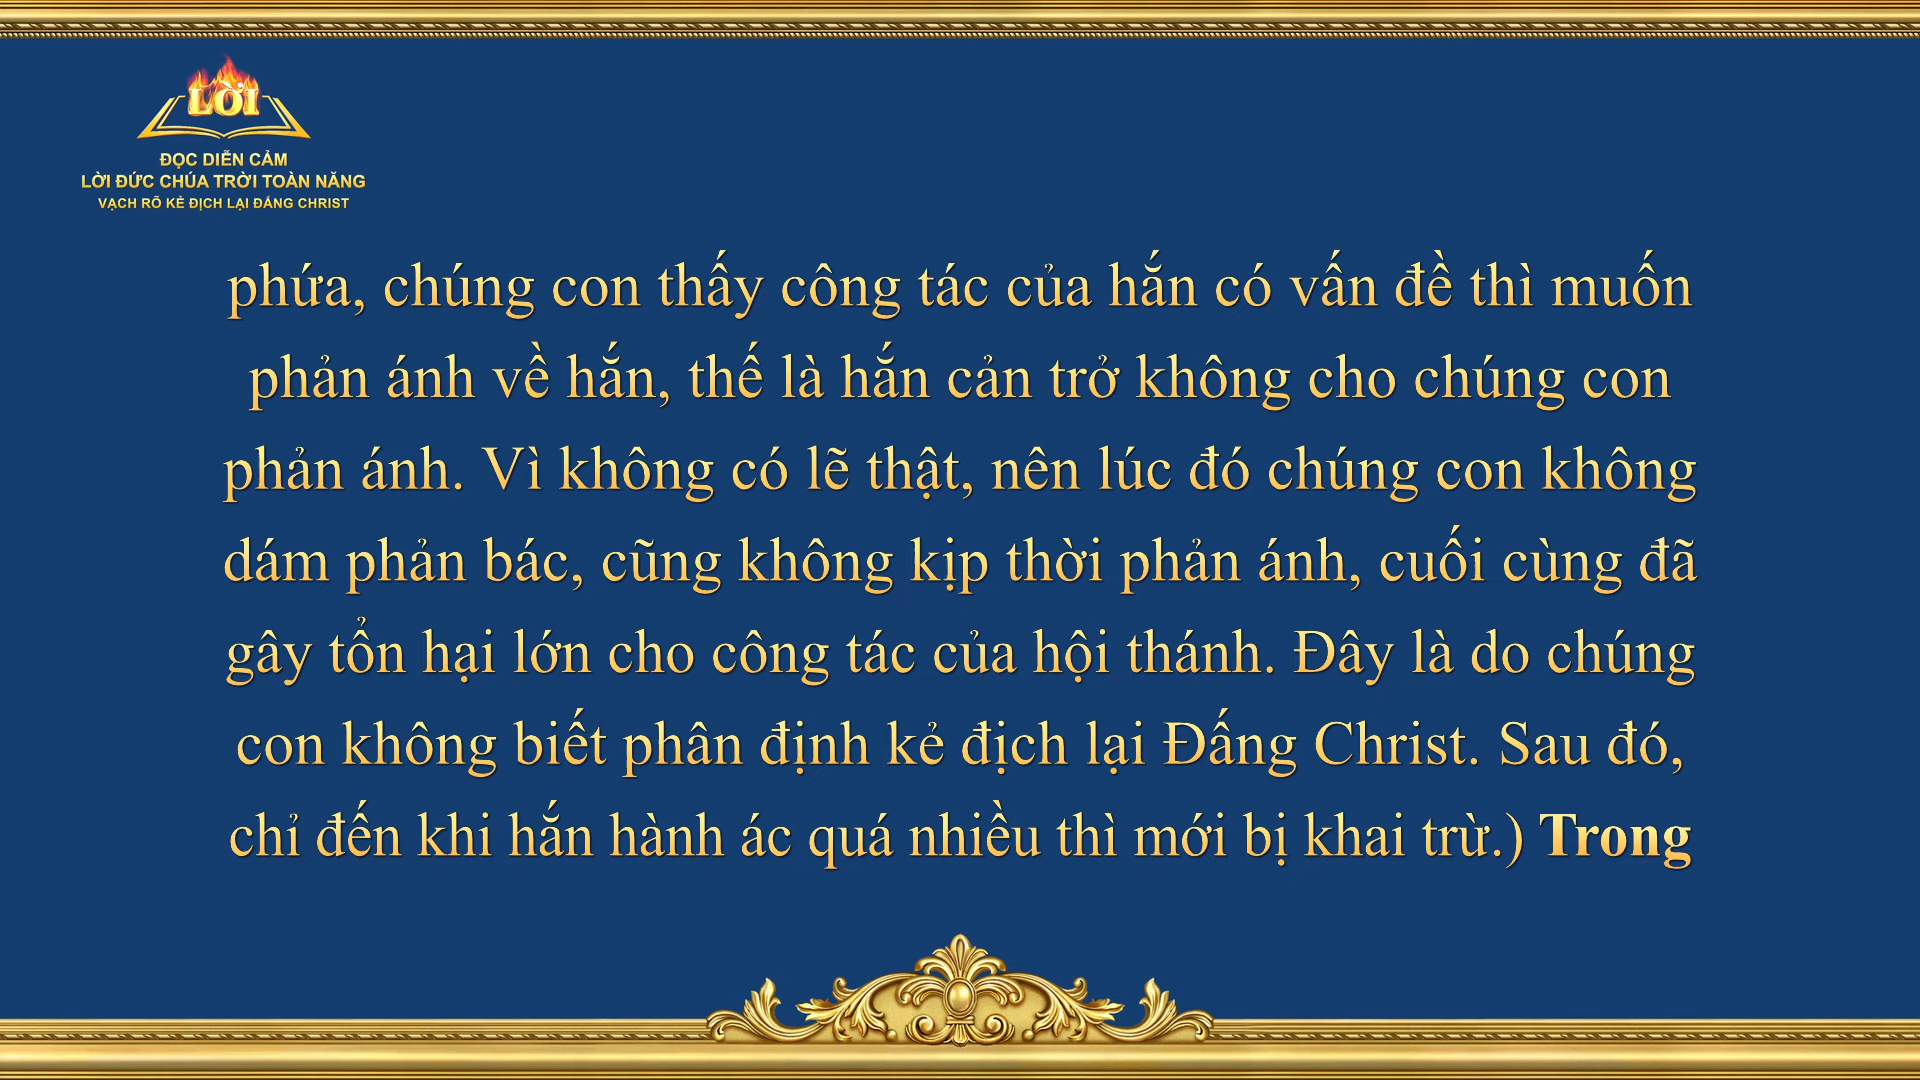 LỜI
ĐỌC DIỄN CẢM
LỜI ĐỨC CHÚA TRỜI TOÀN NĂNG
VẠCH RÕ KẺ ĐỊCH LẠI ĐẤNG CHRIST
phứa, chúng con thấy công tác của hắn có vấn đề thì muốn
phản ánh về hắn, thế là hắn cản trở không cho chúng con
phản ánh. Vì không có lẽ thật, nên lúc đó chúng con không
dám phản bác, cũng không kịp thời phản ánh, cuối cùng đã
gây tổn hại lớn cho công tác của hội thánh. Đây là do chúng
con không biết phân định kẻ địch lại Đấng Christ. Sau đó,
chỉ đến khi hắn hành ác quá nhiều thì mới bị khai trừ.) Trong